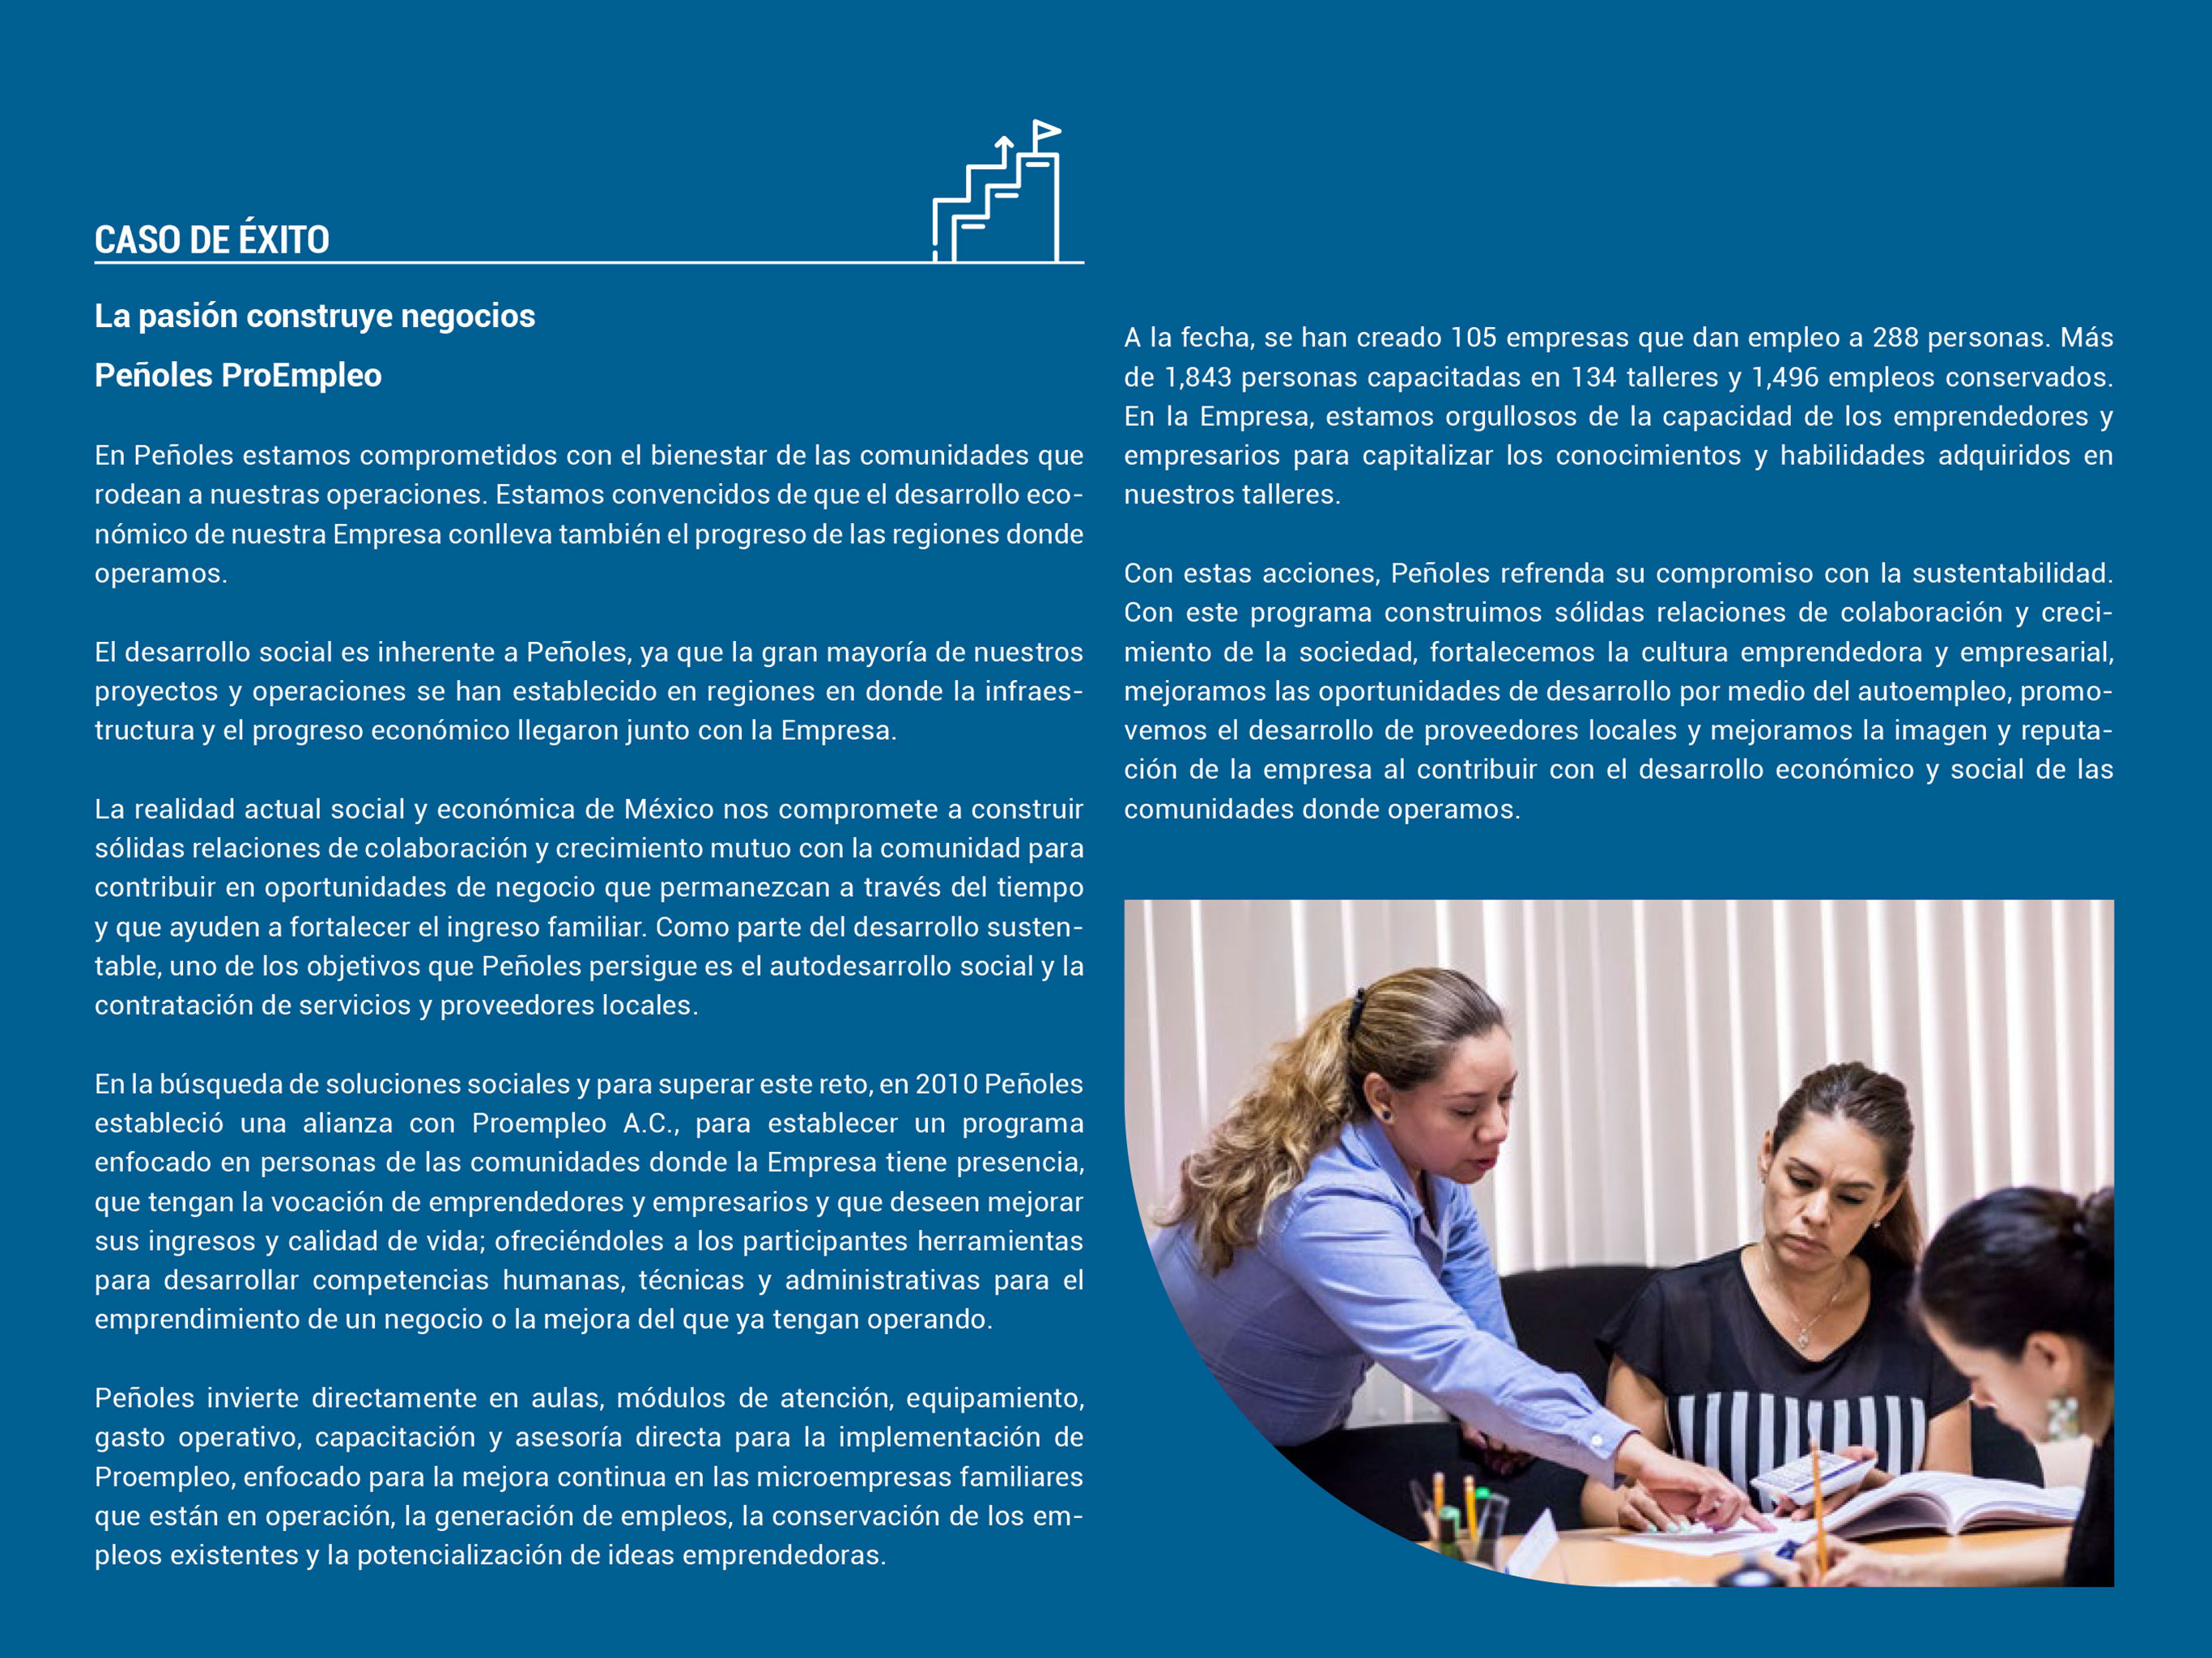 CASO DE ÉXITO
La pasión construye negocios
Peñoles ProEmpleo
En Peñoles estamos comprometidos con el bienestar de las comunidades que
rodean a nuestras operaciones. Estamos convencidos de que el desarrollo eco-
nómico de nuestra Empresa conlleva también el progreso de las regiones donde
operamos.
El desarrollo social es inherente a Peñoles, ya que la gran mayoría de nuestros
proyectos y operaciones se han establecido en regiones en donde la infraes-
tructura y el progreso económico llegaron junto con la Empresa.
La realidad actual social y económica de México nos compromete a construir
sólidas relaciones de colaboración y crecimiento mutuo con la comunidad para
contribuir en oportunidades de negocio que permanezcan a través del tiempo
y que ayuden a fortalecer el ingreso familiar. Como parte del desarrollo susten-
table, uno de los objetivos que Peñoles persigue es el autodesarrollo social y la
contratación de servicios y proveedores locales.
En la búsqueda de soluciones sociales y para superar este reto, en 2010 Peñoles
estableció una alianza con Proempleo A.C., para establecer un programa
enfocado en personas de las comunidades donde la Empresa tiene presencia,
que tengan la vocación de emprendedores y empresarios y que deseen mejorar
sus ingresos y calidad de vida; ofreciéndoles a los participantes herramientas
para desarrollar competencias humanas, técnicas y administrativas para el
emprendimiento de un negocio o la mejora del que ya tengan operando.
Peñoles invierte directamente en aulas, módulos de atención, equipamiento,
gasto operativo, capacitación y asesoría directa para la implementación de
Proempleo, enfocado para la mejora continua en las microempresas familiares
que están en operación, la generación de empleos, la conservación de los em-
pleos existentes y la potencialización de ideas emprendedoras.
A la fecha, se han creado 105 empresas que dan empleo a 288 personas. Más
de 1,843 personas capacitadas en 134 talleres y 1,496 empleos conservados.
En la Empresa, estamos orgullosos de la capacidad de los emprendedores y
empresarios para capitalizar los conocimientos y habilidades adquiridos en
nuestros talleres.
Con estas acciones, Peñoles refrenda su compromiso con la sustentabilidad.
Con este programa construimos sólidas relaciones de colaboración y creci-
miento de la sociedad, fortalecemos la cultura emprendedora y empresarial,
mejoramos las oportunidades de desarrollo por medio del autoempleo, promo-
vemos el desarrollo de proveedores locales y mejoramos la imagen y reputa-
ción de la empresa al contribuir con el desarrollo económico y social de las
comunidades donde operamos.